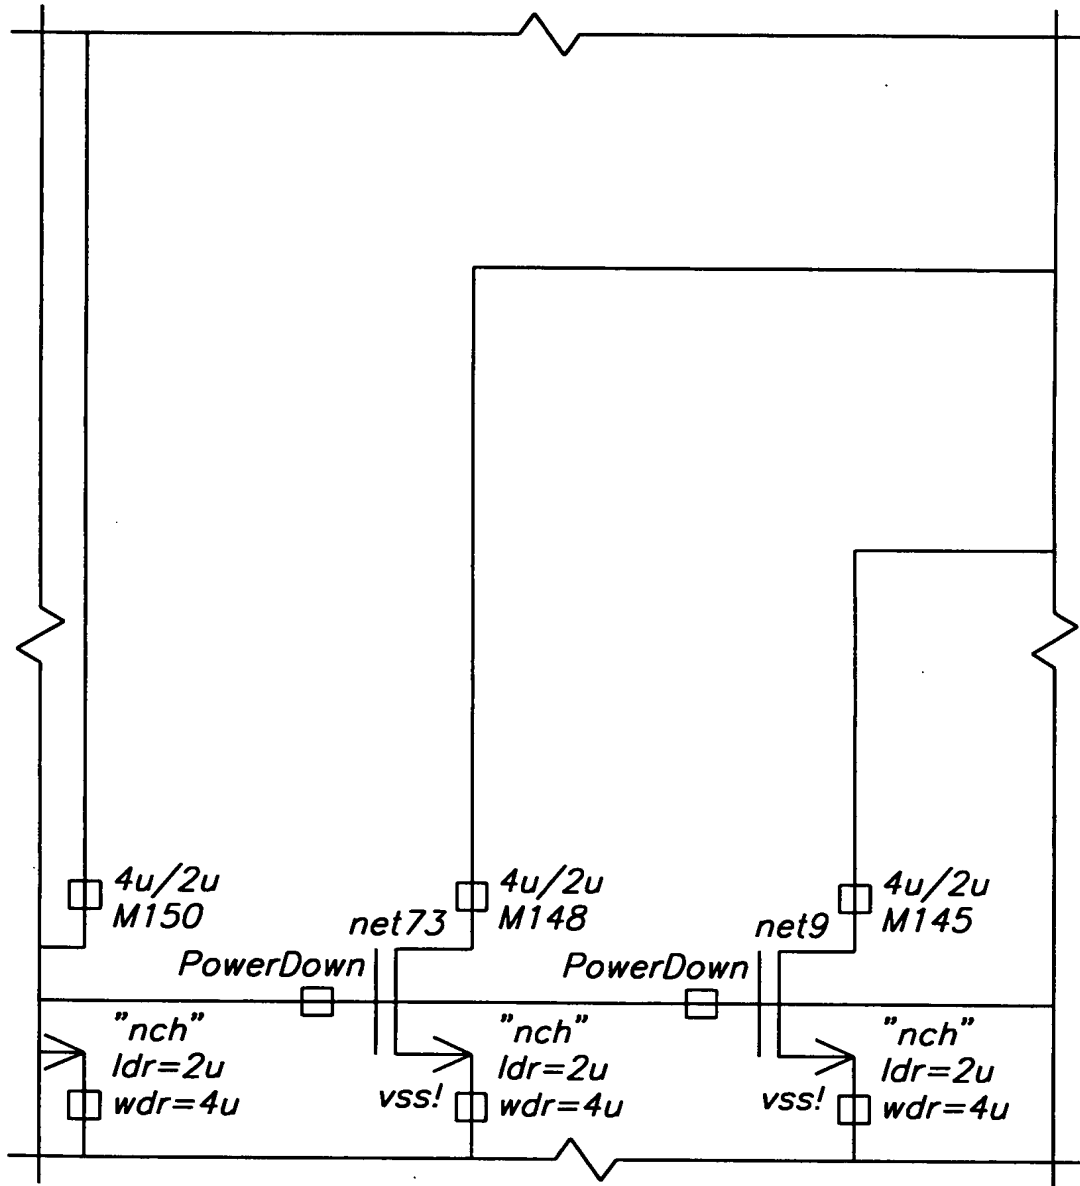 4u/2u
M150
net73
PowerDown
4u/2u
M148
net9
PowerDown
4u/2u
M145
"nch"
ldr=2u
wdr=4u
vss!
"nch"
ldr=2u
wdr=4u
vss!
"nch"
ldr=2u
wdr=4u